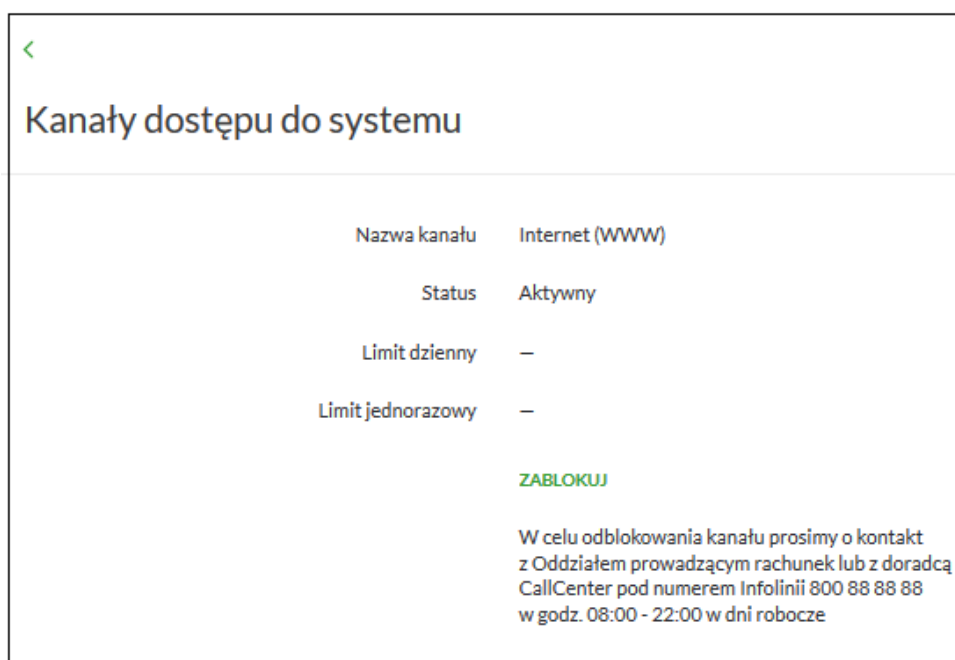 Kanały dostępu do systemu
Nazwa kanału Internet (WWW)
Status Aktywny
Limit dzienny —
Limit jednorazowy —
ZABLOKUJ
W celu odblokowania kanału prosimy o kontakt
z Oddziałem prowadzącym rachunek lub z doradcą
CallCenter pod numerem Infolinii 800 88 88 88
w godz. 08:00 - 22:00 w dni robocze